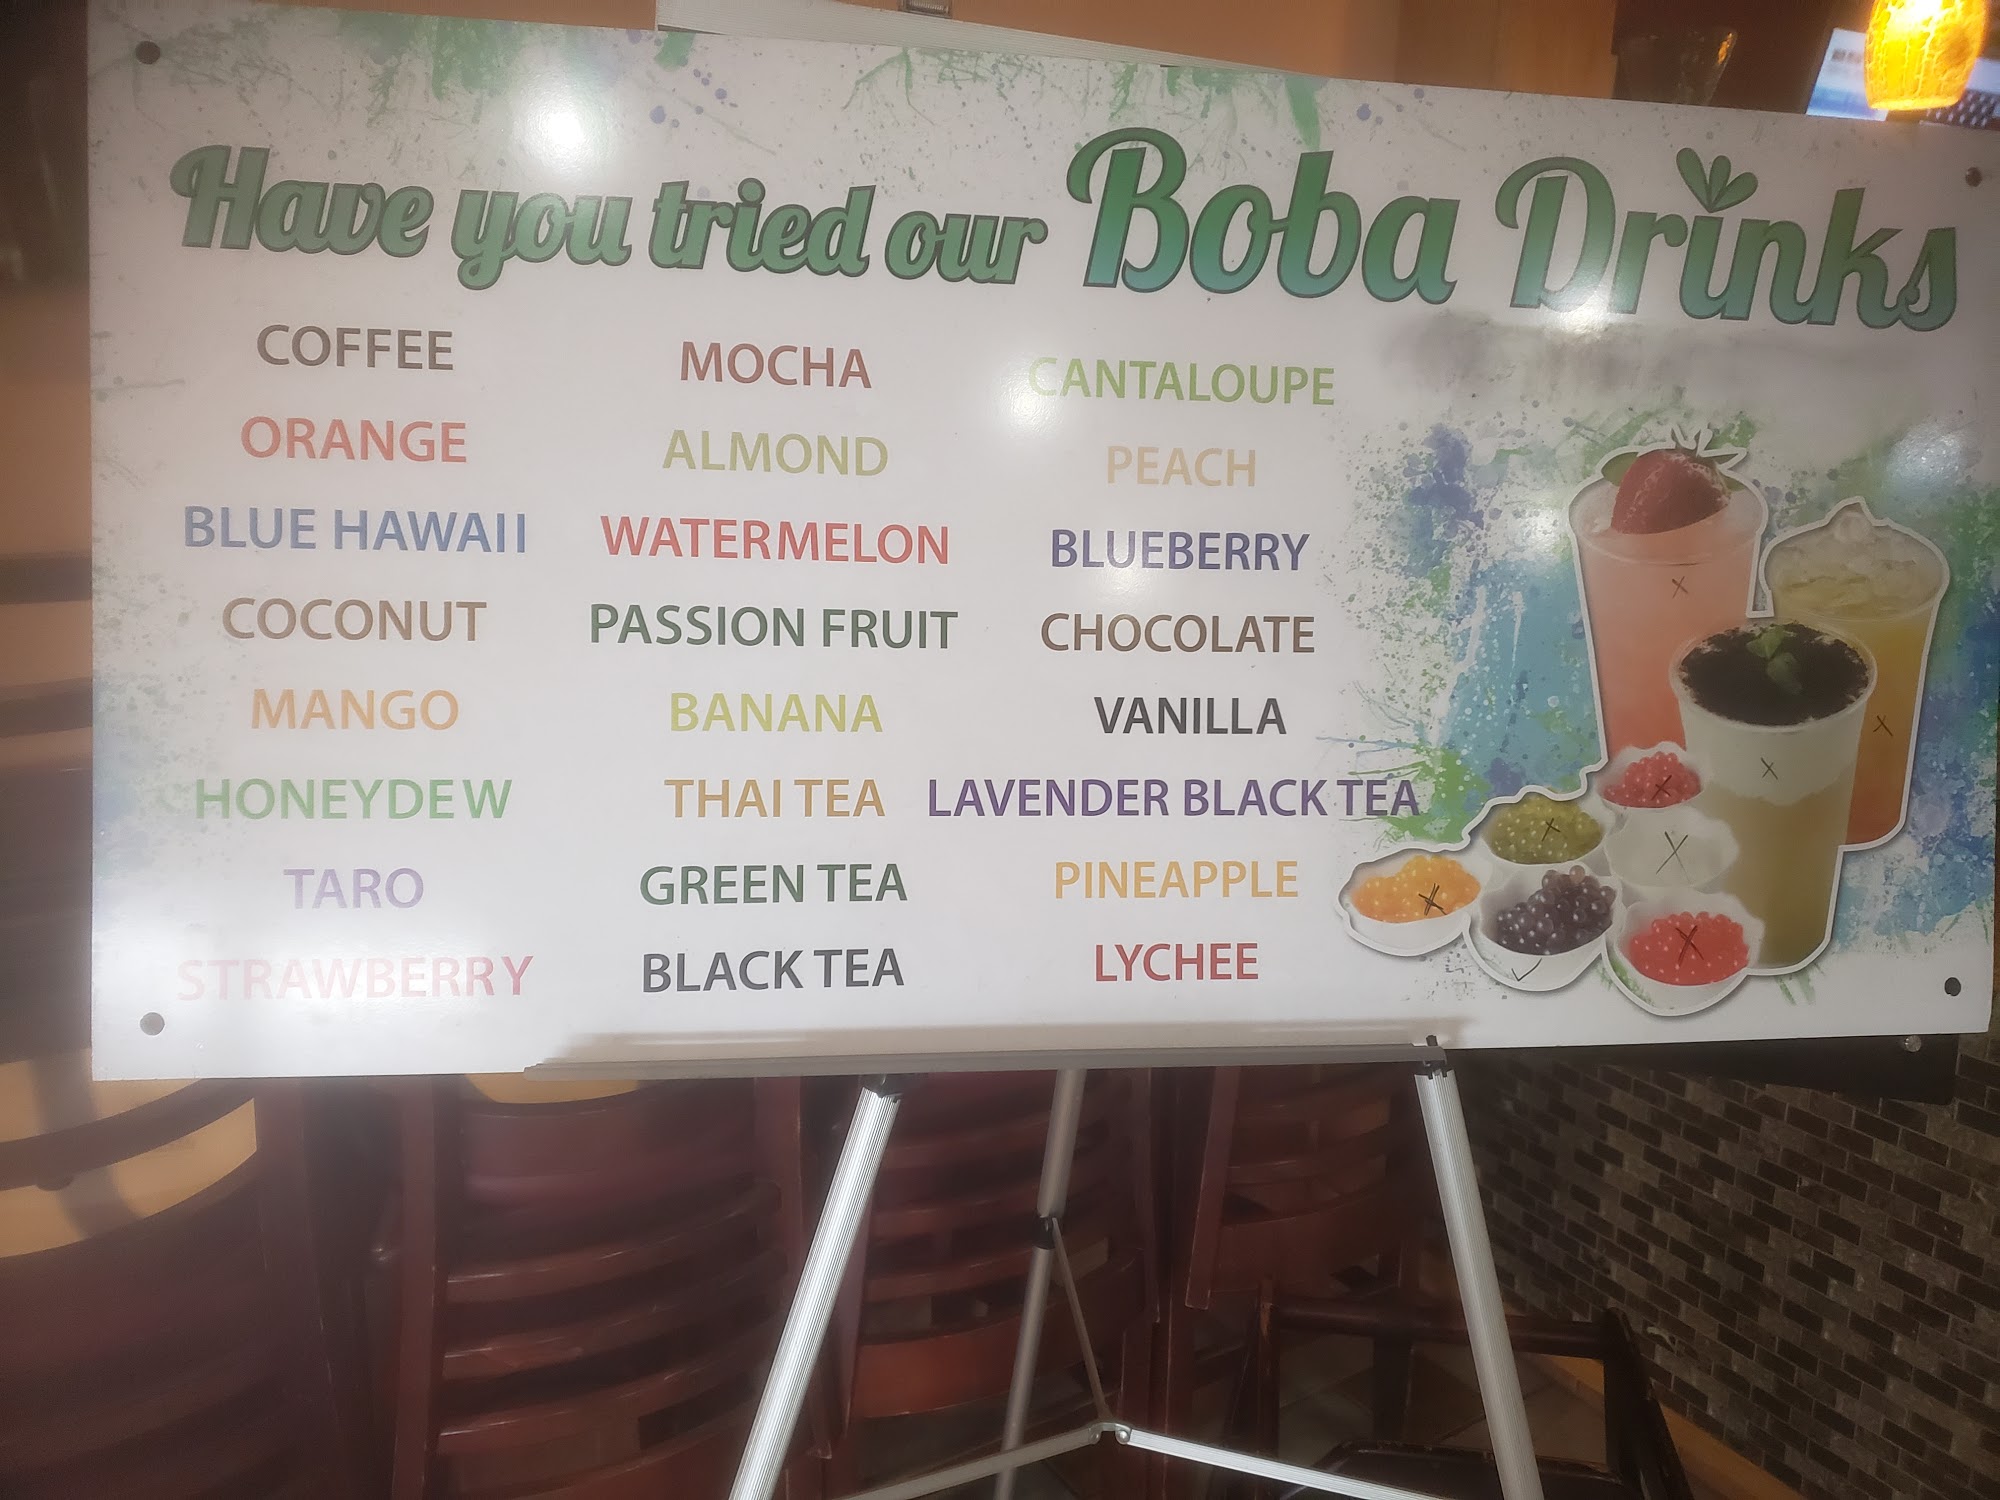 Have you tried our Boba Drinks
COFFEE
ORANGE
BLUE HAWAII
COCONUT
MANGO
HONEYDEW
TARO
STRAWBERRY
MOCHA
ALMOND
WATERMELON
PASSION FRUIT
BANANA
THAI TEA
GREEN TEA
BLACK TEA
CANTALOUPE
PEACH
BLUEBERRY
CHOCOLATE
VANILLA
LAVENDER BLACK TEA
PINEAPPLE
LYCHEE